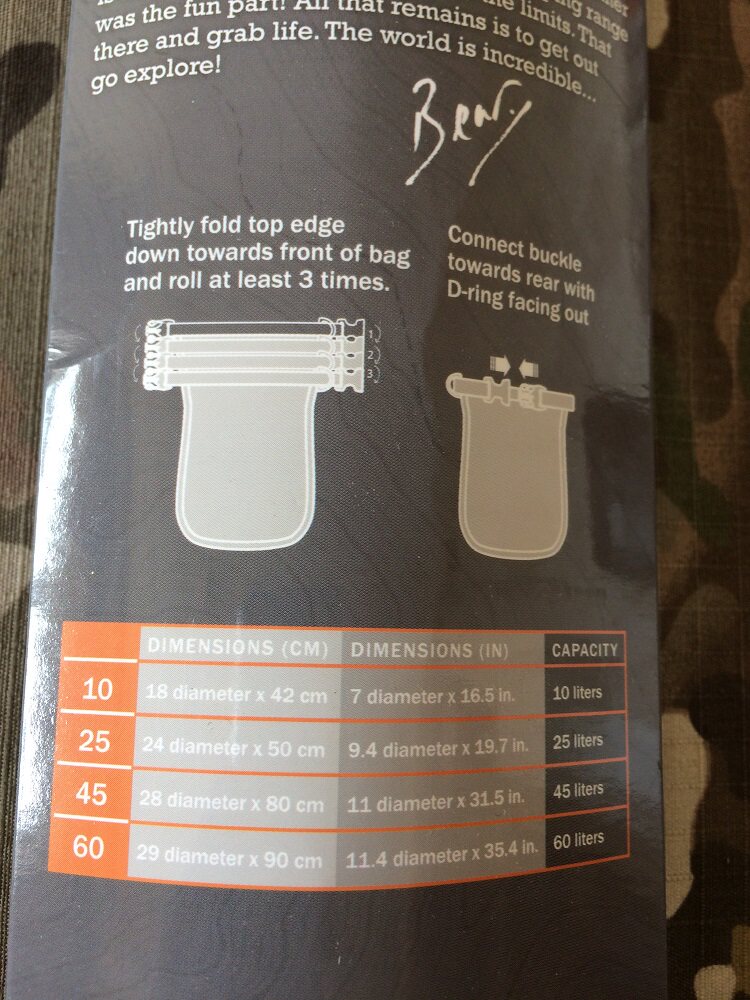 was the fun part! All that remains is to get out
the limits. That
there and grab life. The world is incredible...
go explore!
Bear.
Tightly fold top edge
down towards front of bag
and roll at least 3 times.
Connect buckle
towards rear with
D-ring facing out
1
2
3
DIMENSIONS (CM) DIMENSIONS (IN) CAPACITY
10 18 diameter x 42 cm 7 diameter x 16.5 in. 10 liters
25 24 diameter x 50 cm 9.4 diameter x 19.7 in. 25 liters
45 28 diameter x 80 cm 11 diameter x 31.5 in. 45 liters
60 29 diameter x 90 cm 11.4 diameter x 35.4 in. 60 liters